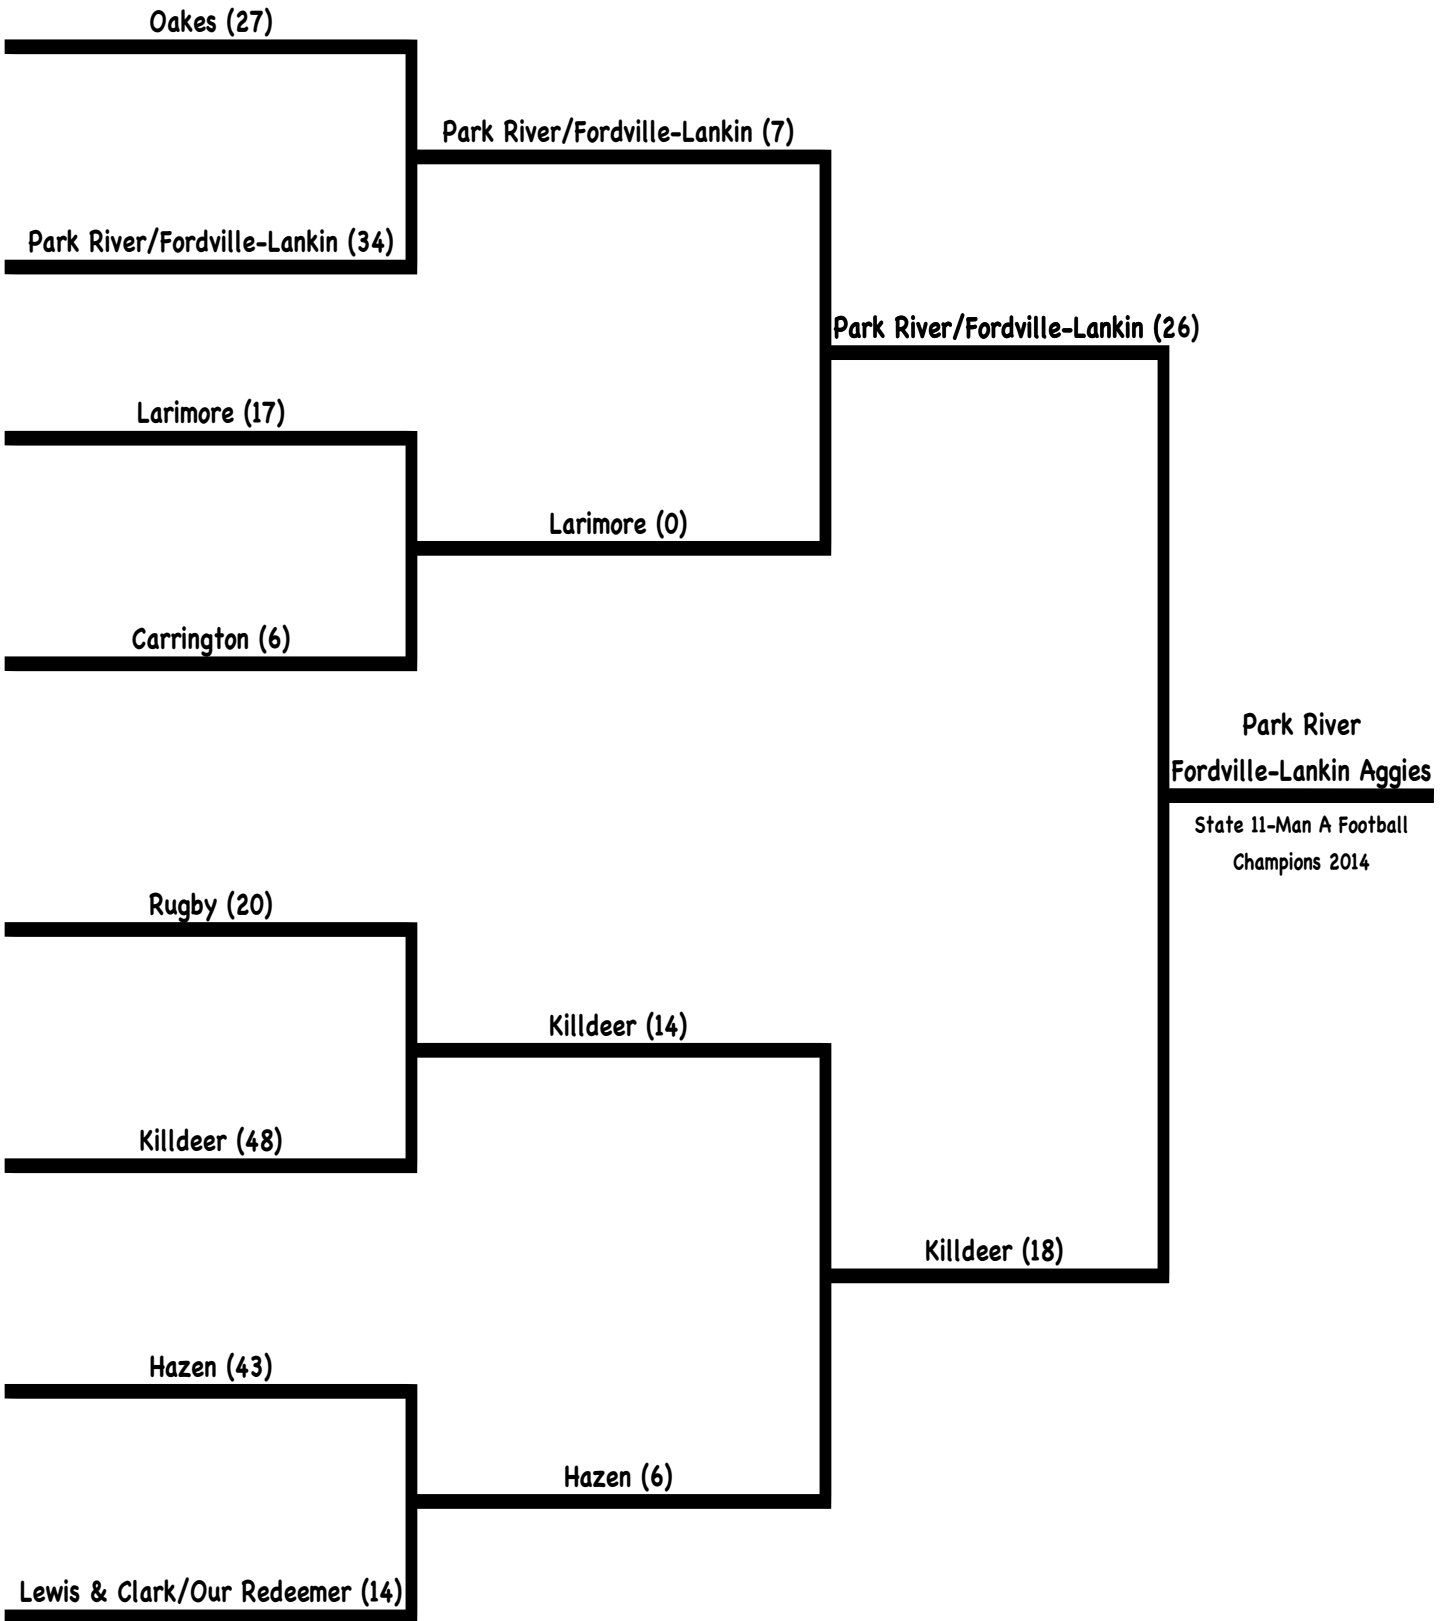 Oakes (27)
Park River/Fordville-Lankin (7)
Park River/Fordville-Lankin (34)
Park River/Fordville-Lankin (26)
Larimore (17)
Larimore (0)
Carrington (6)
Park River
Fordville-Lankin Aggies
State 11-Man A Football
Champions 2014
Rugby (20)
Killdeer (14)
Killdeer (48)
Killdeer (18)
Hazen (43)
Hazen (6)
Lewis & Clark/Our Redeemer (14)